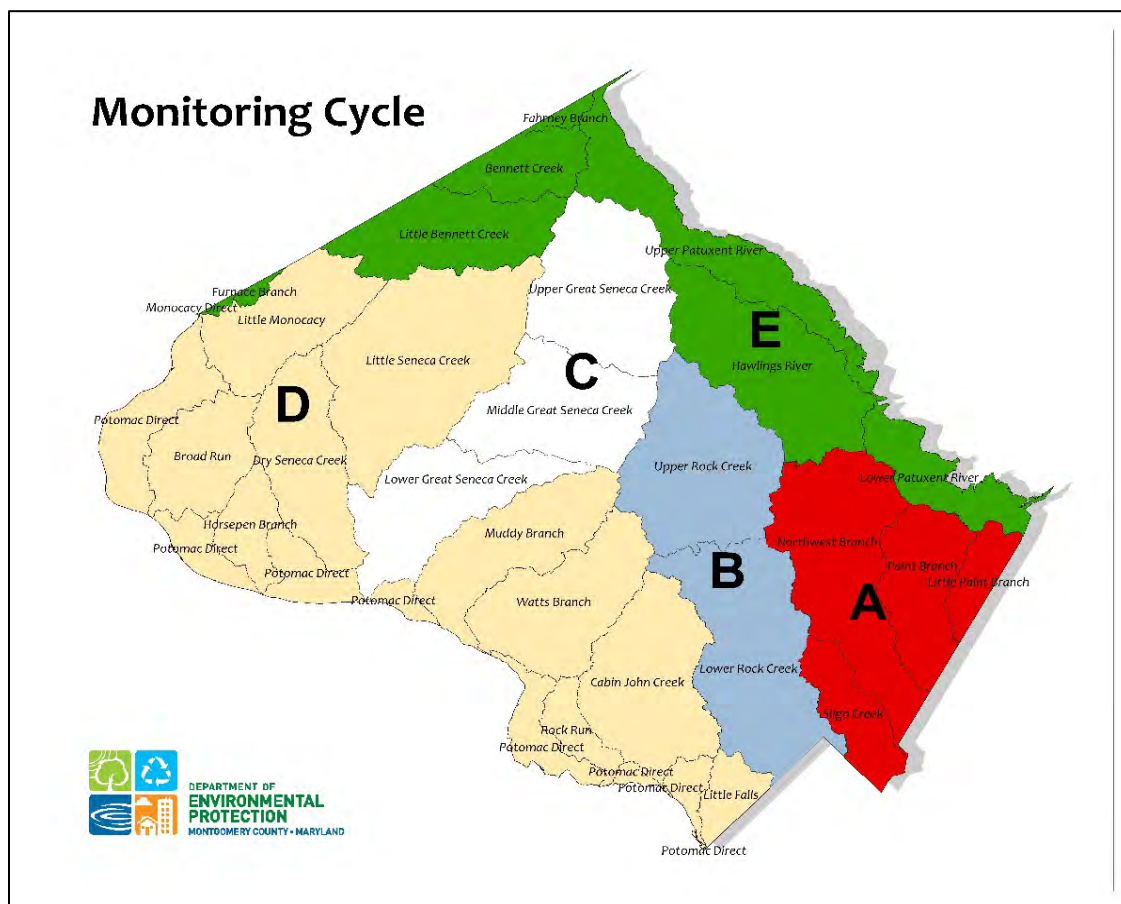 Monitoring Cycle
Fahrney Branch
Bennett Creek
Little Bennett Creek
Upper Patuxent River
Furnace Branch
Upper Great Seneca Creek
Monocacy Direct
Little Monocacy
E
Little Seneca Creek
Hawlings River
C
D
Middle Great Seneca Creek
Potomac Direct
Broad Run
Dry Seneca Creek
Upper Rock Creek
Lower Great Seneca Creek
Lower Patuxent River
Horsepen Branch
Muddy Branch
Northwest Branch
Potomac Direct
Paint Branch
Potomac Direct
B
Little Paint Branch
Potomac Direct
Watts Branch
A
Lower Rock Creek
Cabin John Creek
Sligo Creek
Rock Run
Potomac Direct
Potomac Direct
Potomac Direct
Little Falls
Potomac Direct
DEPARTMENT OF
ENVIRONMENTAL
PROTECTION
MONTGOMERY COUNTY • MARYLAND